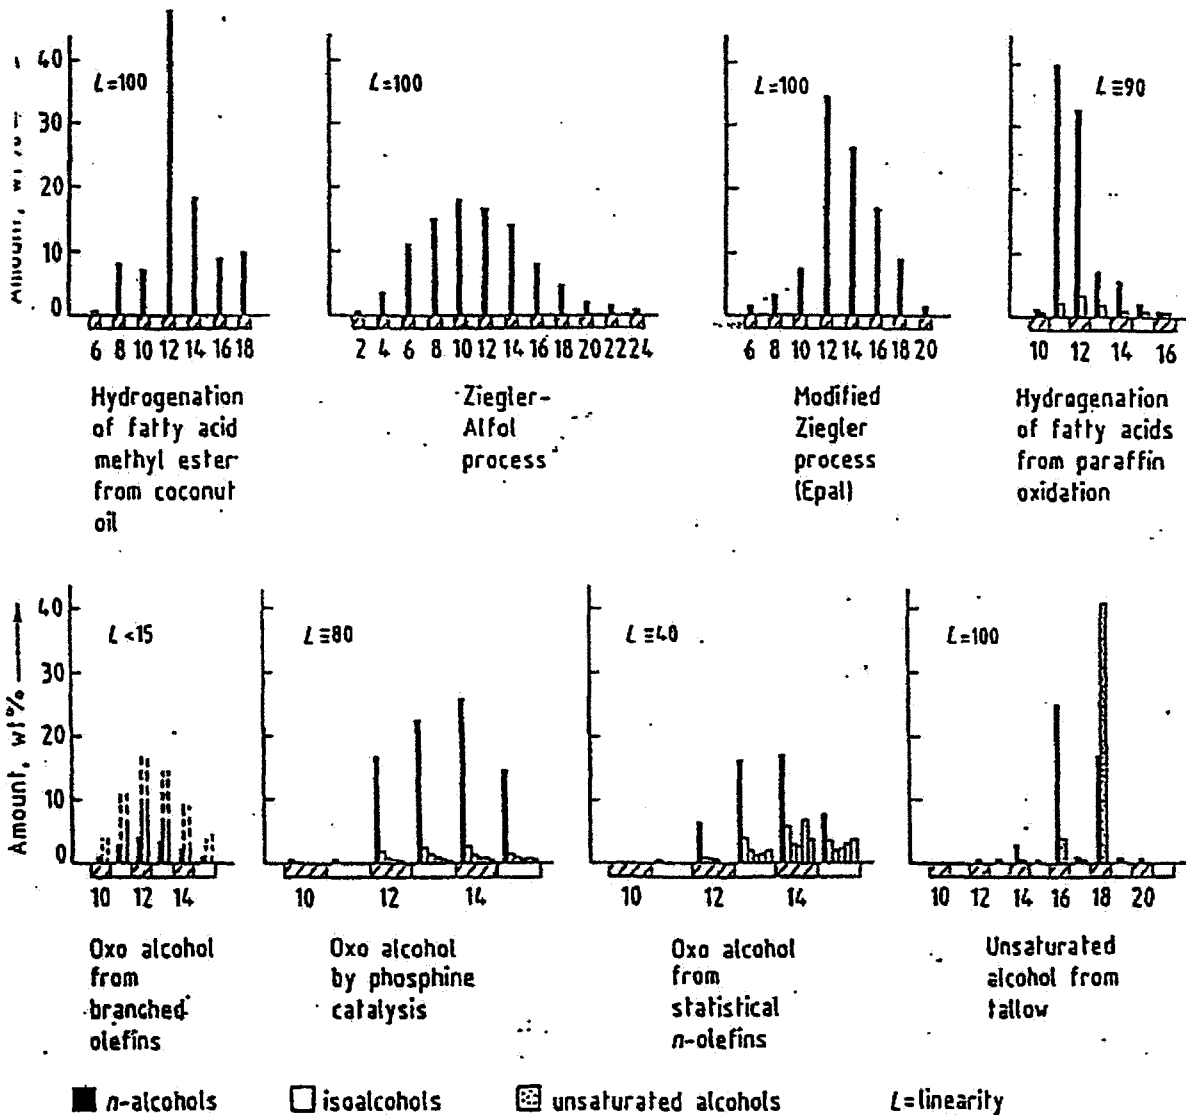 40
30
20
10
0
L=100
6 8 10 12 14 16 18
Hydrogenation
of fatty acid
methyl ester
from coconut
oil
L=100
2 4 6 8 10 12 14 16 18 20 22 24
Ziegler-
Alfol
process
L=100
6 8 10 12 14 16 18 20
Modified
Ziegler
process
(Epal)
L≡90
10 12 14 16
Hydrogenation
of fatty acids
from paraffin
oxidation
Amount, wt%
40
30
20
10
0
L<15
10 12 14
Oxo alcohol
from
branched
olefins
L≡80
10 12 14
Oxo alcohol
by phosphine
catalysis
L≡40
10 12 14
Oxo alcohol
from
statistical
n-olefins
L=100
10 12 14 16 18 20
Unsaturated
alcohol from
tallow
n-alcohols isoalcohols unsaturated alcohols L=linearity